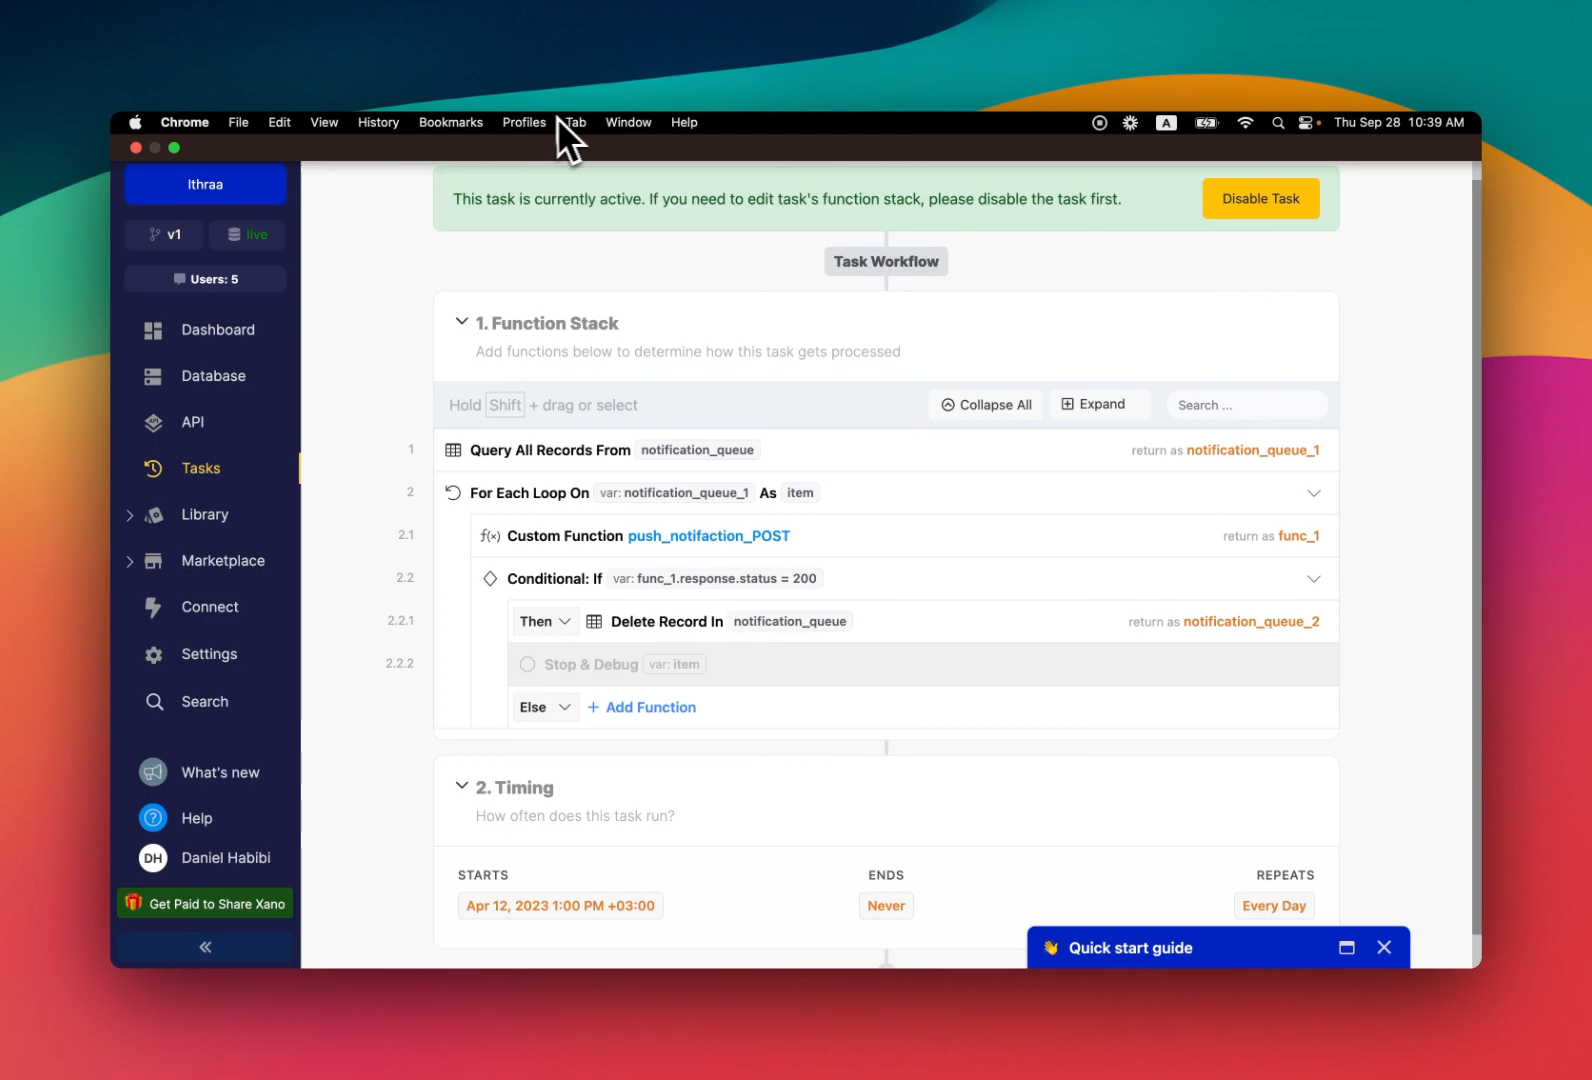 Chrome File Edit View History Bookmarks Profiles Tab Window Help A Thu Sep 28 10:39 AM
Ithraa
v1 live
Users: 5
Dashboard
Database
API
Tasks
Library
Marketplace
Connect
Settings
Search
What's new
Help
DH Daniel Habibi
Get Paid to Share Xano
This task is currently active. If you need to edit task's function stack, please disable the task first. Disable Task
Task Workflow
1. Function Stack
Add functions below to determine how this task gets processed
Hold Shift + drag or select Collapse All Expand Search ...
1 Query All Records From notification_queue return as notification_queue_1
2 For Each Loop On var: notification_queue_1 As item
2.1 f(x) Custom Function push_notifaction_POST return as func_1
2.2 Conditional: If var: func_1.response.status = 200
2.2.1 Then Delete Record In notification_queue return as notification_queue_2
2.2.2 Stop & Debug var: item
Else + Add Function
2. Timing
How often does this task run?
STARTS ENDS REPEATS
Apr 12, 2023 1:00 PM +03:00 Never Every Day
Quick start guide